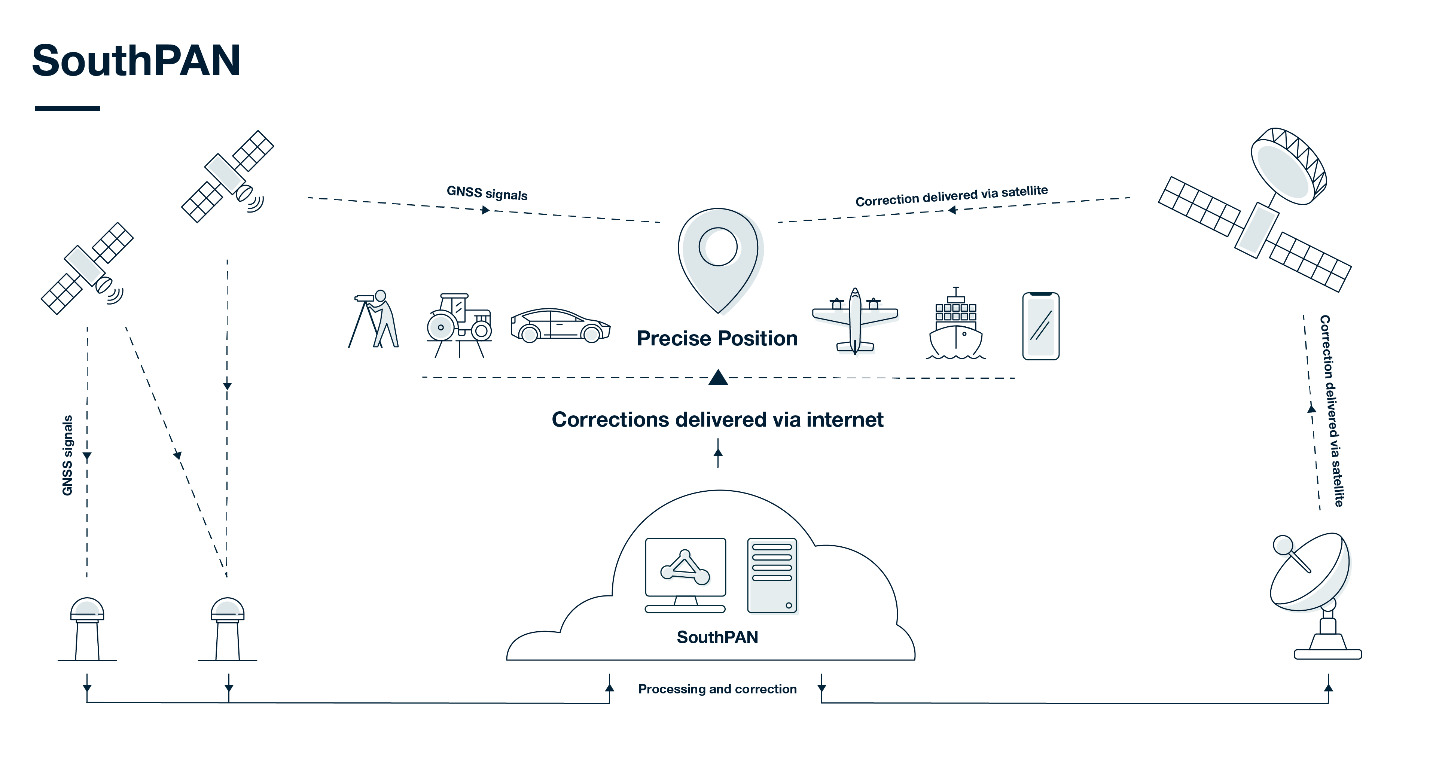 SouthPAN
GNSS signals
Correction delivered via satellite
Precise Position
Corrections delivered via internet
GNSS signals
Correction delivered via satellite
SouthPAN
Processing and correction